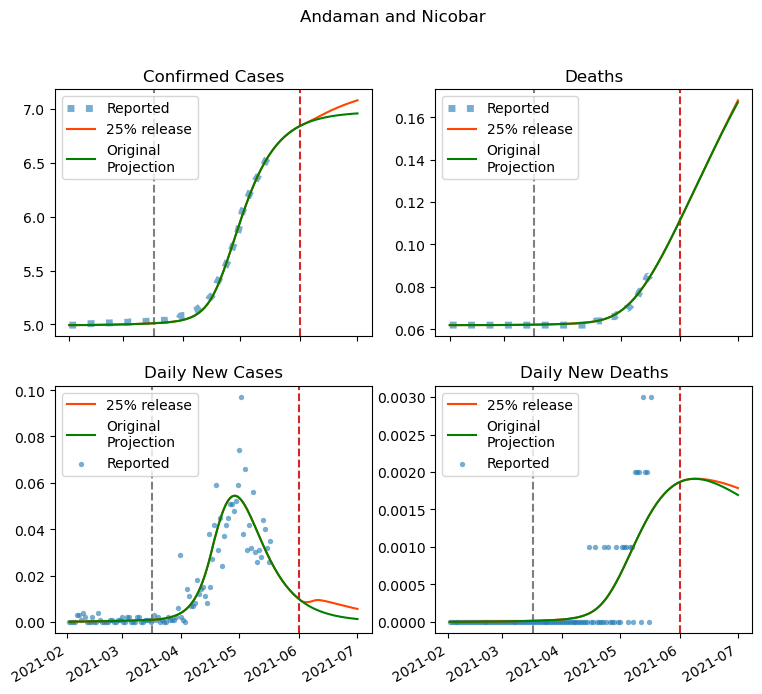 Andaman and Nicobar
Confirmed Cases
Reported
25% release
Original
Projection
7.0
6.5
6.0
5.5
5.0
Deaths
Reported
25% release
Original
Projection
0.16
0.14
0.12
0.10
0.08
0.06
Daily New Cases
25% release
Original
Projection
Reported
0.10
0.08
0.06
0.04
0.02
0.00
2021-02
2021-03
2021-04
2021-05
2021-06
2021-07
Daily New Deaths
25% release
Original
Projection
Reported
0.0030
0.0025
0.0020
0.0015
0.0010
0.0005
0.0000
2021-02
2021-03
2021-04
2021-05
2021-06
2021-07